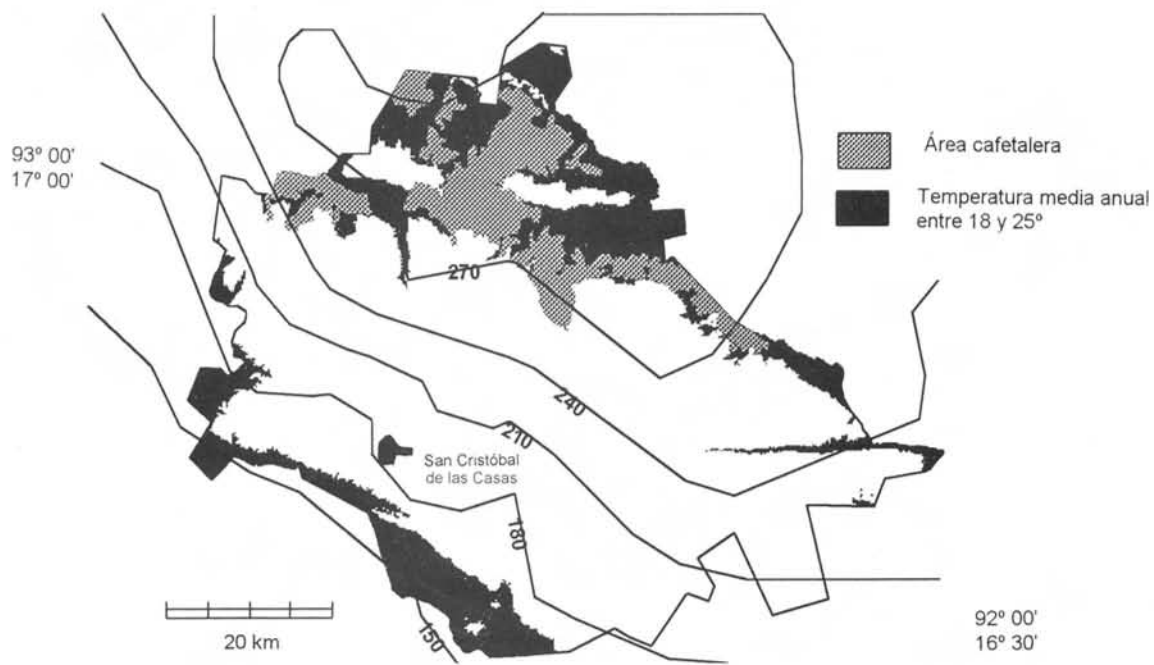 93º 00'
17º 00'
Área cafetalera
Temperatura media anual
entre 18 y 25º
270
240
210
San Cristóbal
de las Casas
180
150
20 km
92º 00'
16º 30'